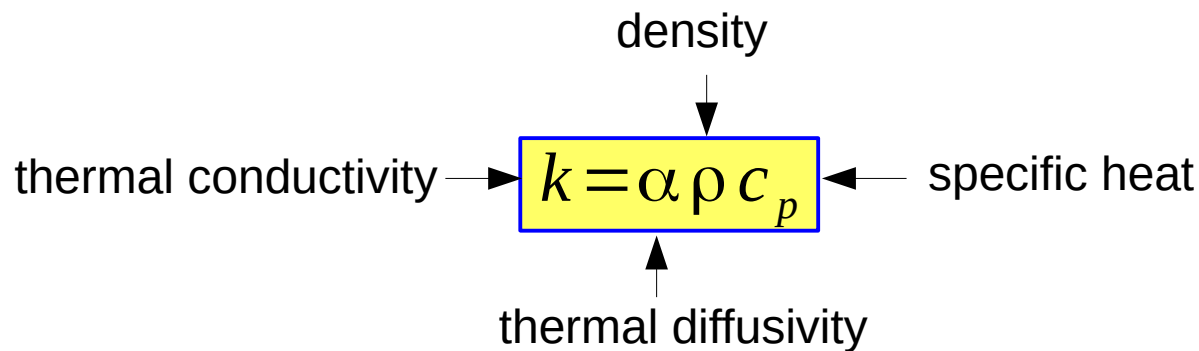 density
thermal conductivity
k = α ρ c_p
specific heat
thermal diffusivity